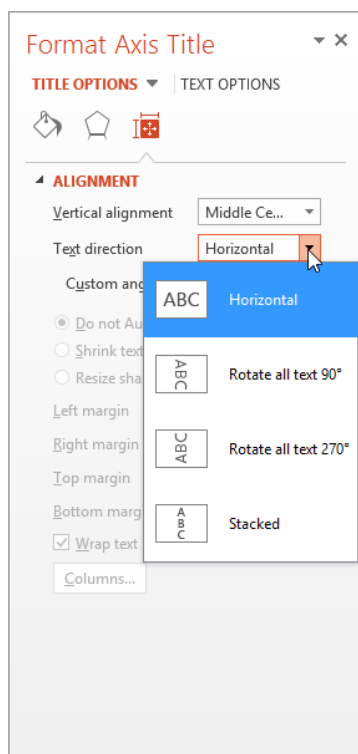 Format Axis Title
TITLE OPTIONS TEXT OPTIONS
ALIGNMENT
Vertical alignment Middle Ce...
Text direction Horizontal
Custom ang
ABC Horizontal
Do not Au
Shrink text
ABC Rotate all text 90°
Resize sha
Left margin
Right margin
ABC Rotate all text 270°
Top margin
Bottom marg
ABC Stacked
Wrap text
Columns...